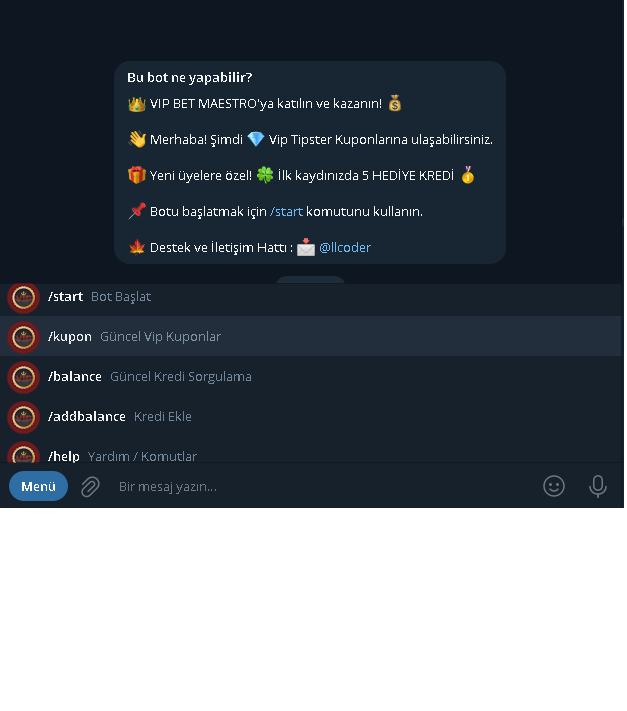 Bu bot ne yapabilir?
👑 VIP BET MAESTRO'ya katılın ve kazanın! 💰
👋 Merhaba! Şimdi 💎 Vip Tipster Kuponlarına ulaşabilirsiniz.
🎁 Yeni üyelere özel! 🍀 İlk kaydınızda 5 HEDİYE KREDİ 🥇
📌 Botu başlatmak için /start komutunu kullanın.
🍁 Destek ve İletişim Hattı : 📩 @llcoder
/start Bot Başlat
/kupon Güncel Vip Kuponlar
/balance Güncel Kredi Sorgulama
/addbalance Kredi Ekle
/help Yardım / Komutlar
Menü Bir mesaj yazın...